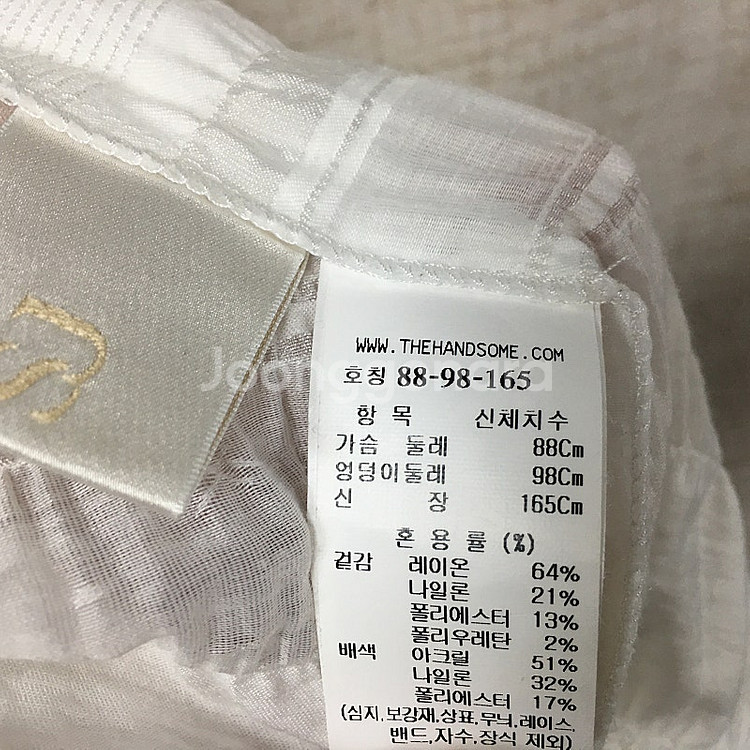 WWW.THEHANDSOME.COM
호칭 88-98-165
항 목 신체치수
가슴 둘레 88Cm
엉덩이둘레 98Cm
신 장 165Cm
혼 용 률 (%)
겉감 레이온 64%
나일론 21%
폴리에스터 13%
폴리우레탄 2%
배색 아크릴 51%
나일론 32%
폴리에스터 17%
(심지,보강재,상표,무늬,레이스,
밴드,자수,장식 제외)